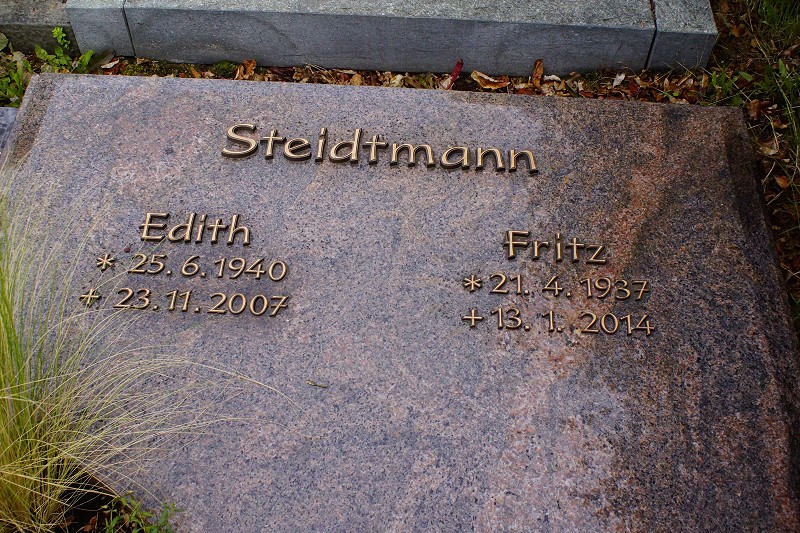 Steidtmann
Edith
* 25. 6. 1940
+ 23. 11. 2007
Fritz
* 21. 4. 1937
+ 13. 1. 2014